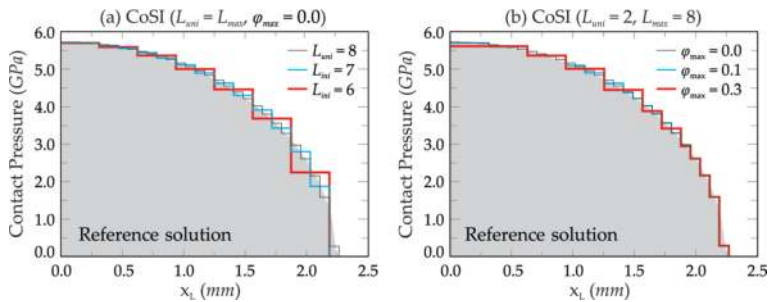 (a) CoSI (L_uni = L_max, φ_max = 0.0)
Contact Pressure (GPa)
6.0
5.0
4.0
3.0
2.0
1.0
0.0
L_uni = 8
L_ini = 7
L_ini = 6
Reference solution
0.0 0.5 1.0 1.5 2.0 2.5
x_L (mm)
(b) CoSI (L_uni = 2, L_max = 8)
Contact Pressure (GPa)
6.0
5.0
4.0
3.0
2.0
1.0
0.0
φ_max = 0.0
φ_max = 0.1
φ_max = 0.3
Reference solution
0.0 0.5 1.0 1.5 2.0 2.5
x_L (mm)